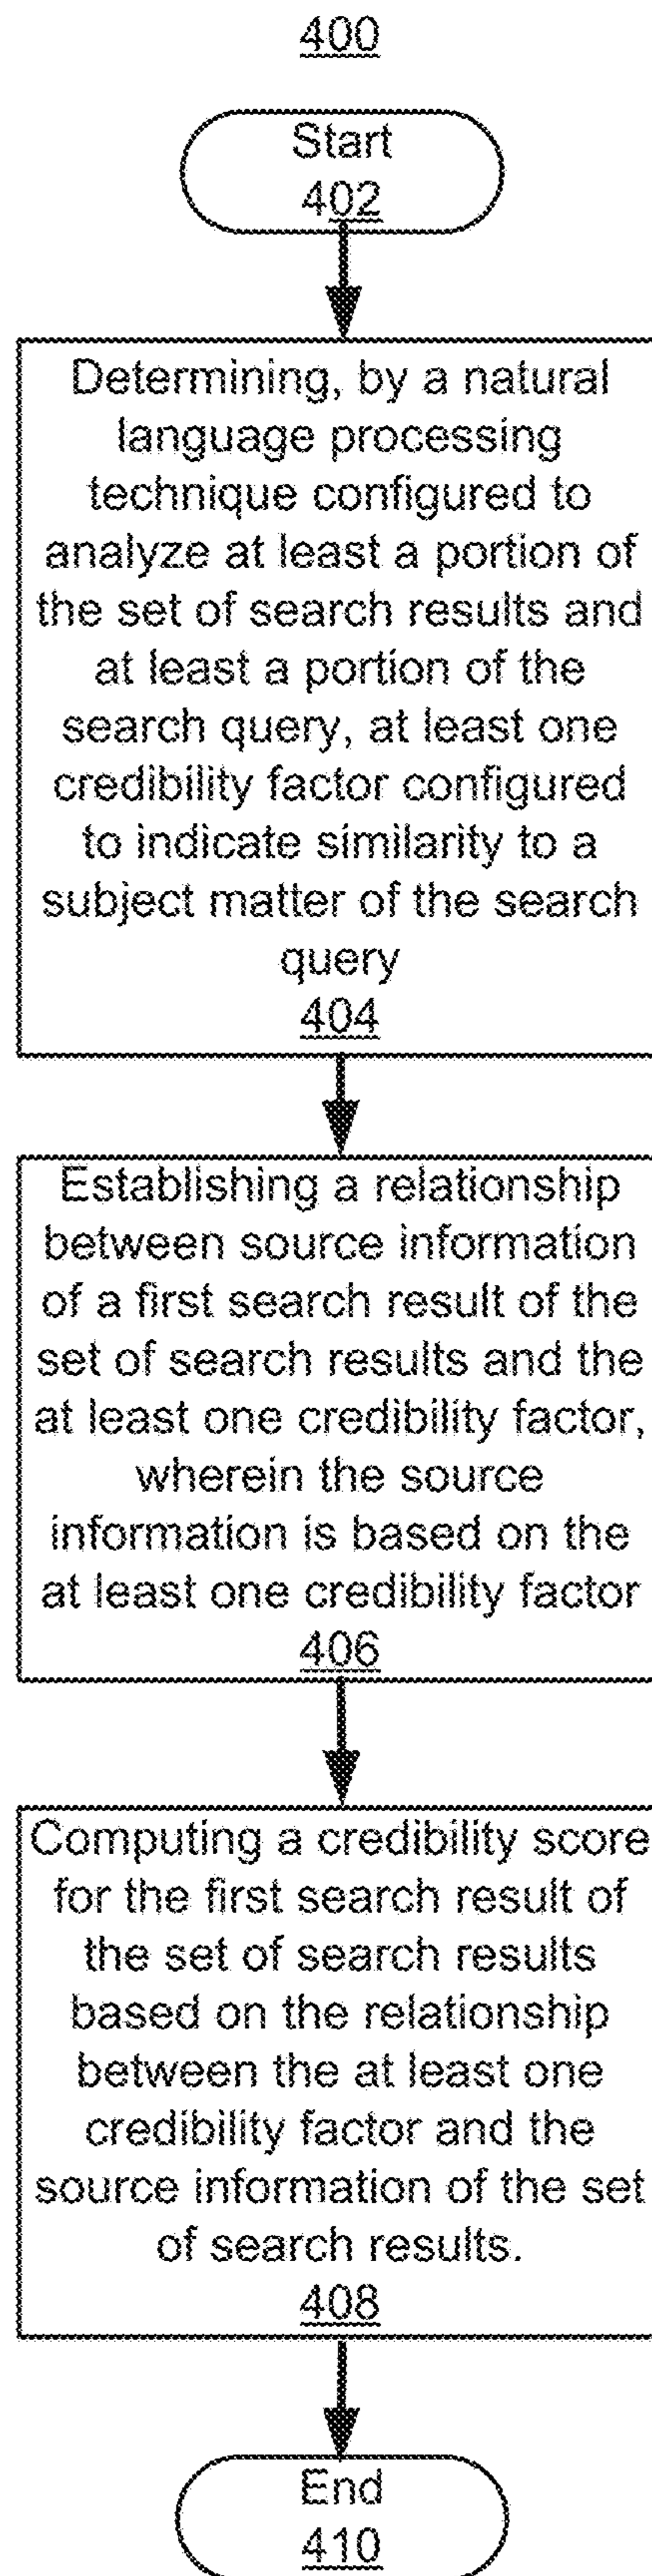 400
Start
402
Determining, by a natural
language processing
technique configured to
analyze at least a portion of
the set of search results and
at least a portion of the
search query, at least one
credibility factor configured
to indicate similarity to a
subject matter of the search
query
404
Establishing a relationship
between source information
of a first search result of the
set of search results and the
at least one credibility factor,
wherein the source
information is based on the
at least one credibility factor
406
Computing a credibility score
for the first search result of
the set of search results
based on the relationship
between the at least one
credibility factor and the
source information of the set
of search results.
408
End
410